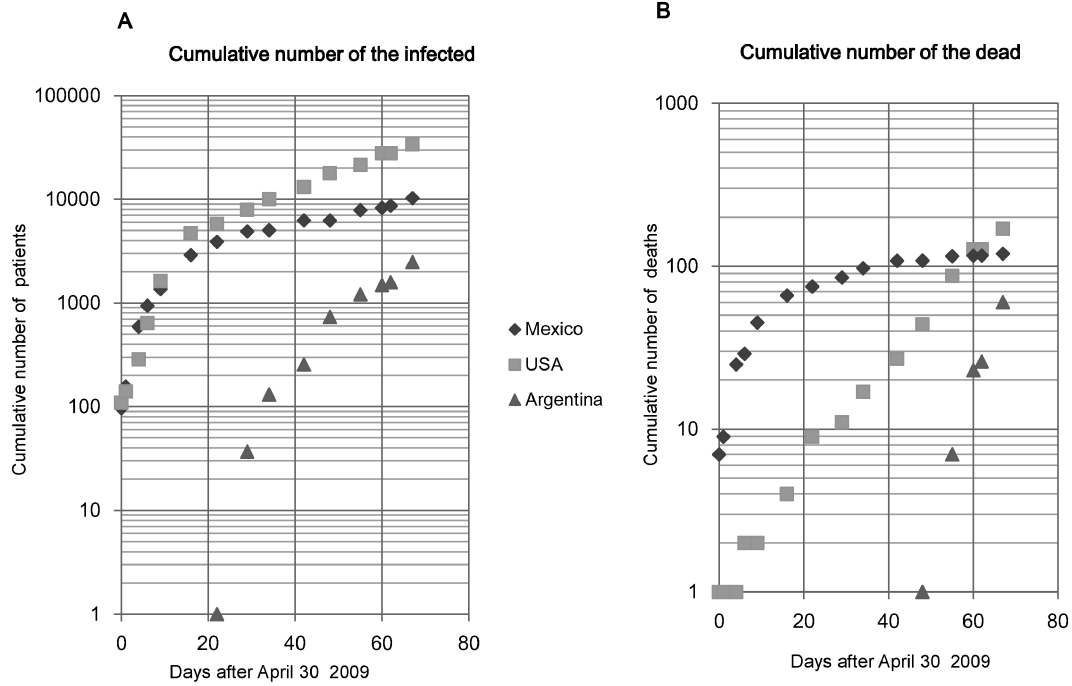 A
Cumulative number of the infected
100000
10000
1000
100
10
1
0 20 40 60 80
Cumulative number of patients
Days after April 30 2009
Mexico
USA
Argentina
B
Cumulative number of the dead
1000
100
10
1
0 20 40 60 80
Cumulative number of deaths
Days after April 30 2009